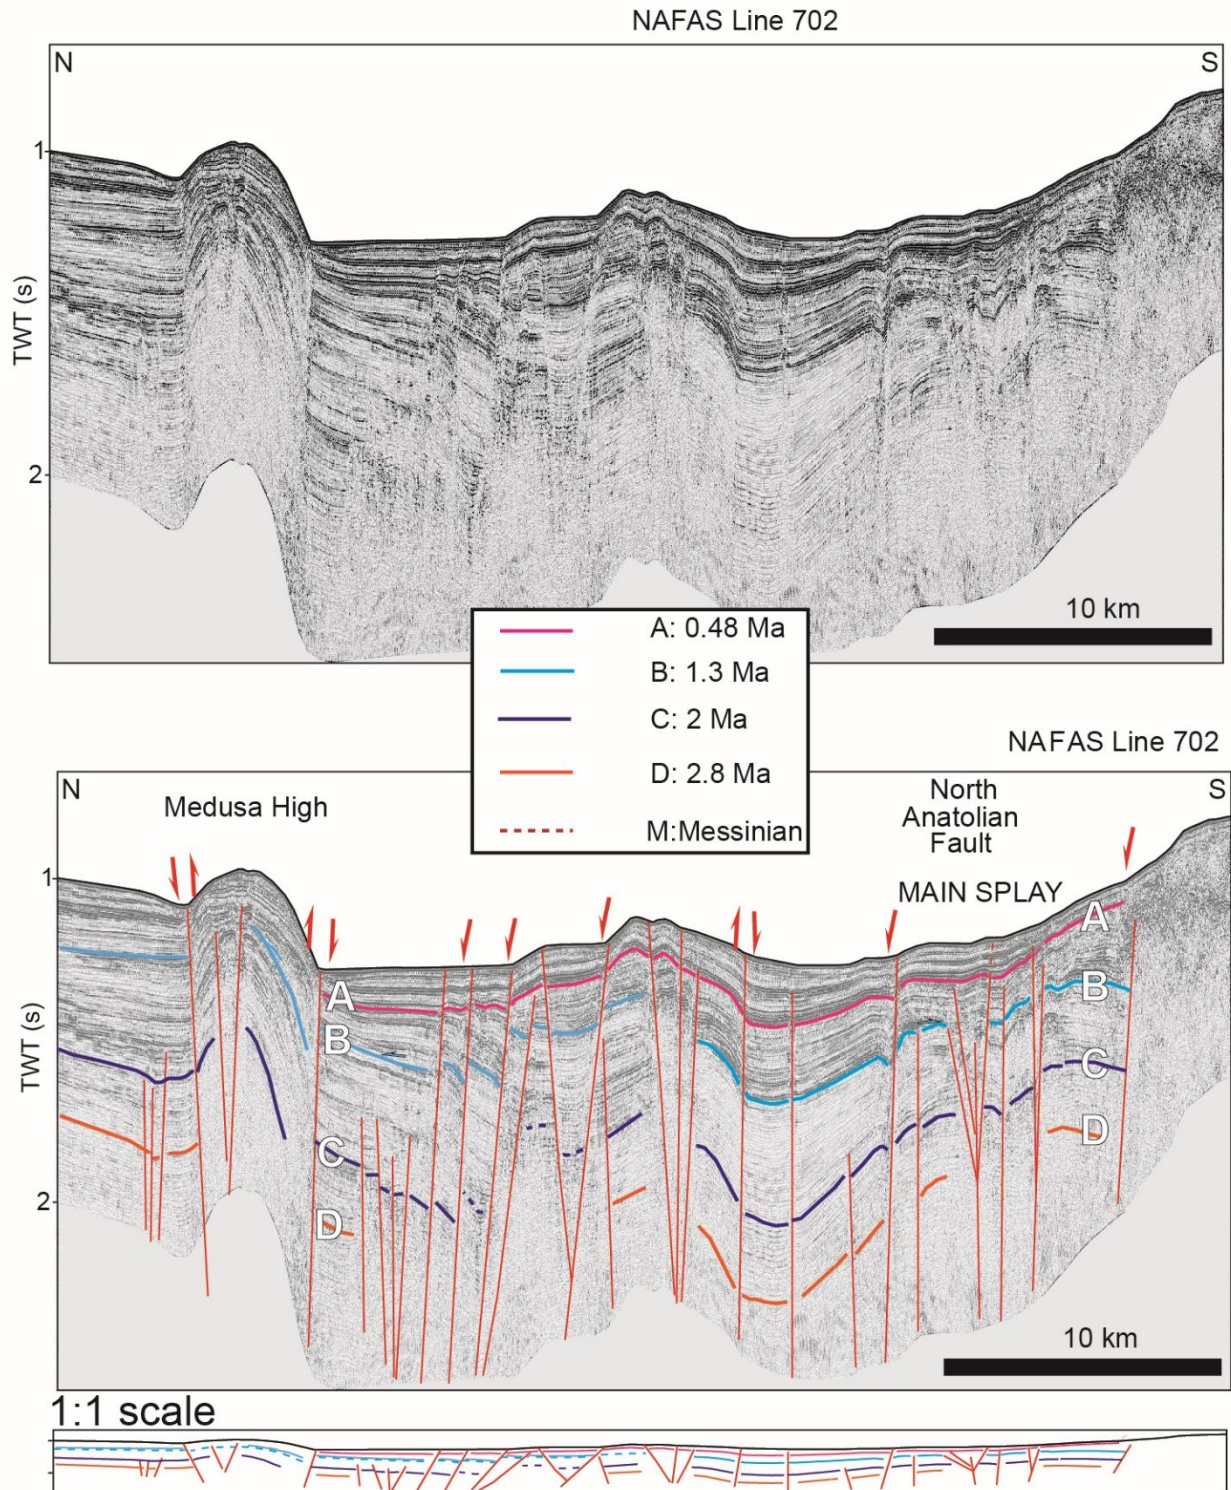 NAFAS Line 702
N
S
1
TWT (s)
2
10 km
A: 0.48 Ma
B: 1.3 Ma
C: 2 Ma
D: 2.8 Ma
M:Messinian
NAFAS Line 702
N
S
Medusa High
North
Anatolian
Fault
MAIN SPLAY
1
TWT (s)
2
A
B
C
D
A
B
C
D
10 km
1:1 scale